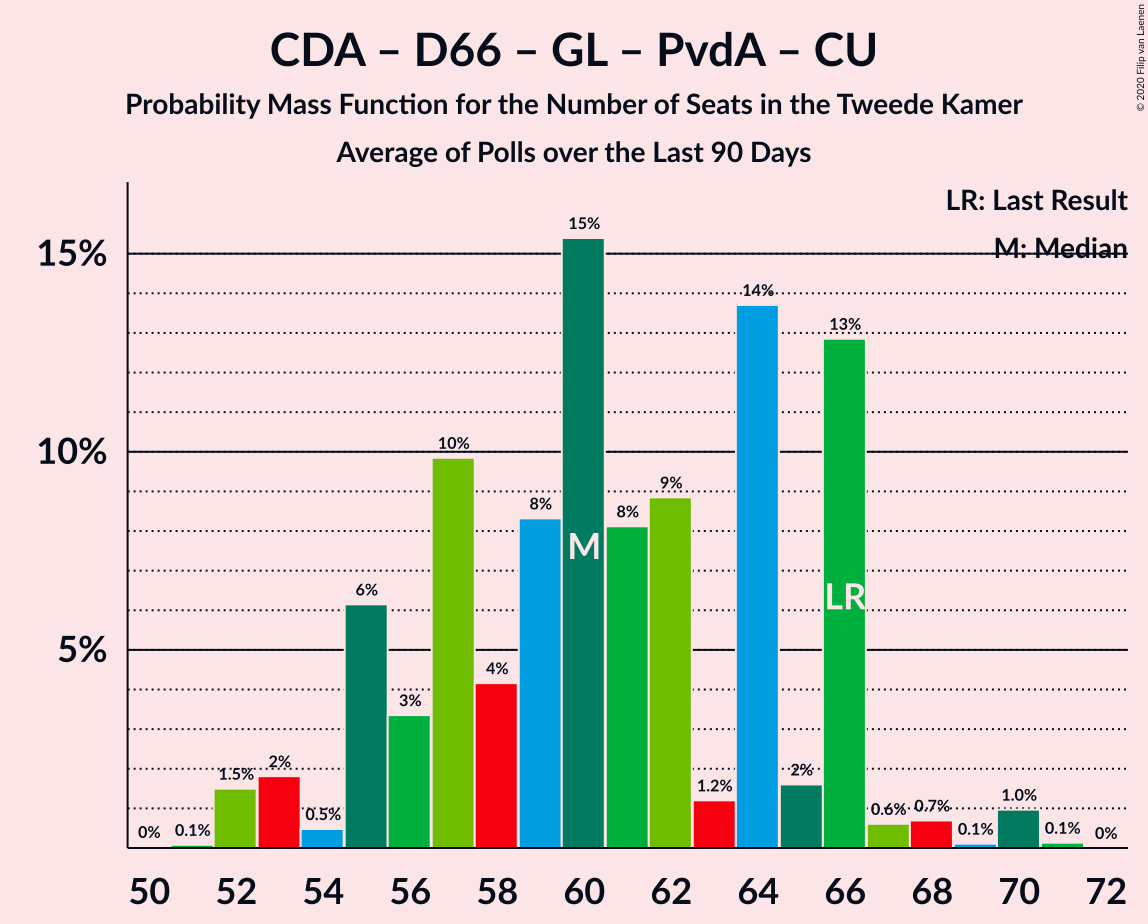 CDA – D66 – GL – PvdA – CU
Probability Mass Function for the Number of Seats in the Tweede Kamer
Average of Polls over the Last 90 Days
© 2020 Filip van Laenen
LR: Last Result
M: Median
15%
10%
5%
0% 0.1% 1.5% 2% 0.5% 6% 3% 10% 4% 8% 15% 8% 9% 1.2% 14% 2% 13% 0.6% 0.7% 0.1% 1.0% 0.1% 0%
M
LR
50 52 54 56 58 60 62 64 66 68 70 72